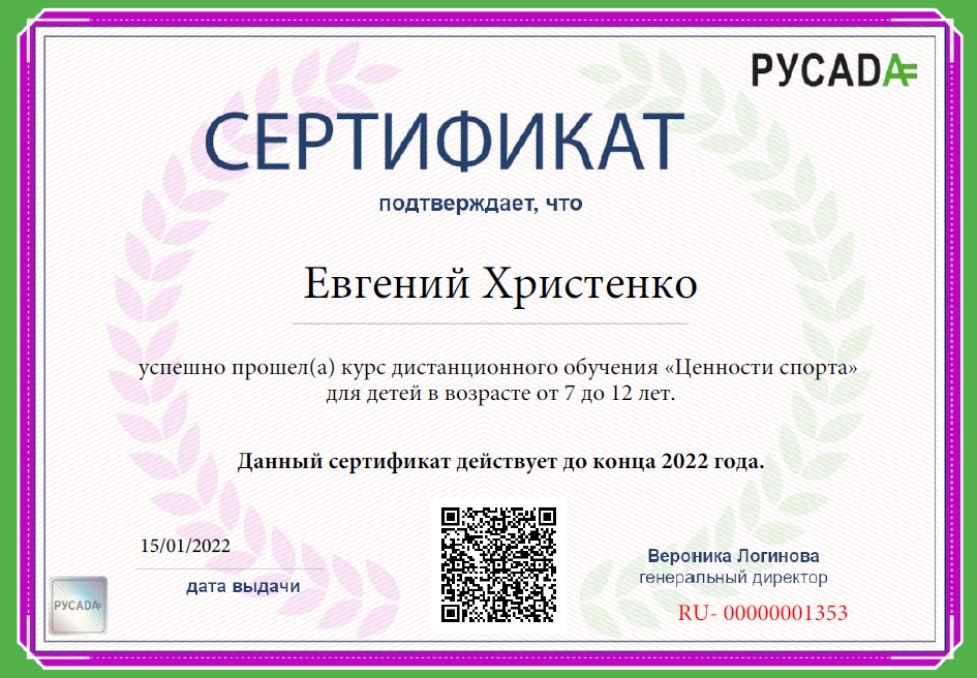 РУСАDА
СЕРТИФИКАТ
подтверждает, что
Евгений Христенко
успешно прошел(а) курс дистанционного обучения «Ценности спорта»
для детей в возрасте от 7 до 12 лет.
Данный сертификат действует до конца 2022 года.
15/01/2022
дата выдачи
Вероника Логинова
генеральный директор
RU- 00000001353
РУСАDА